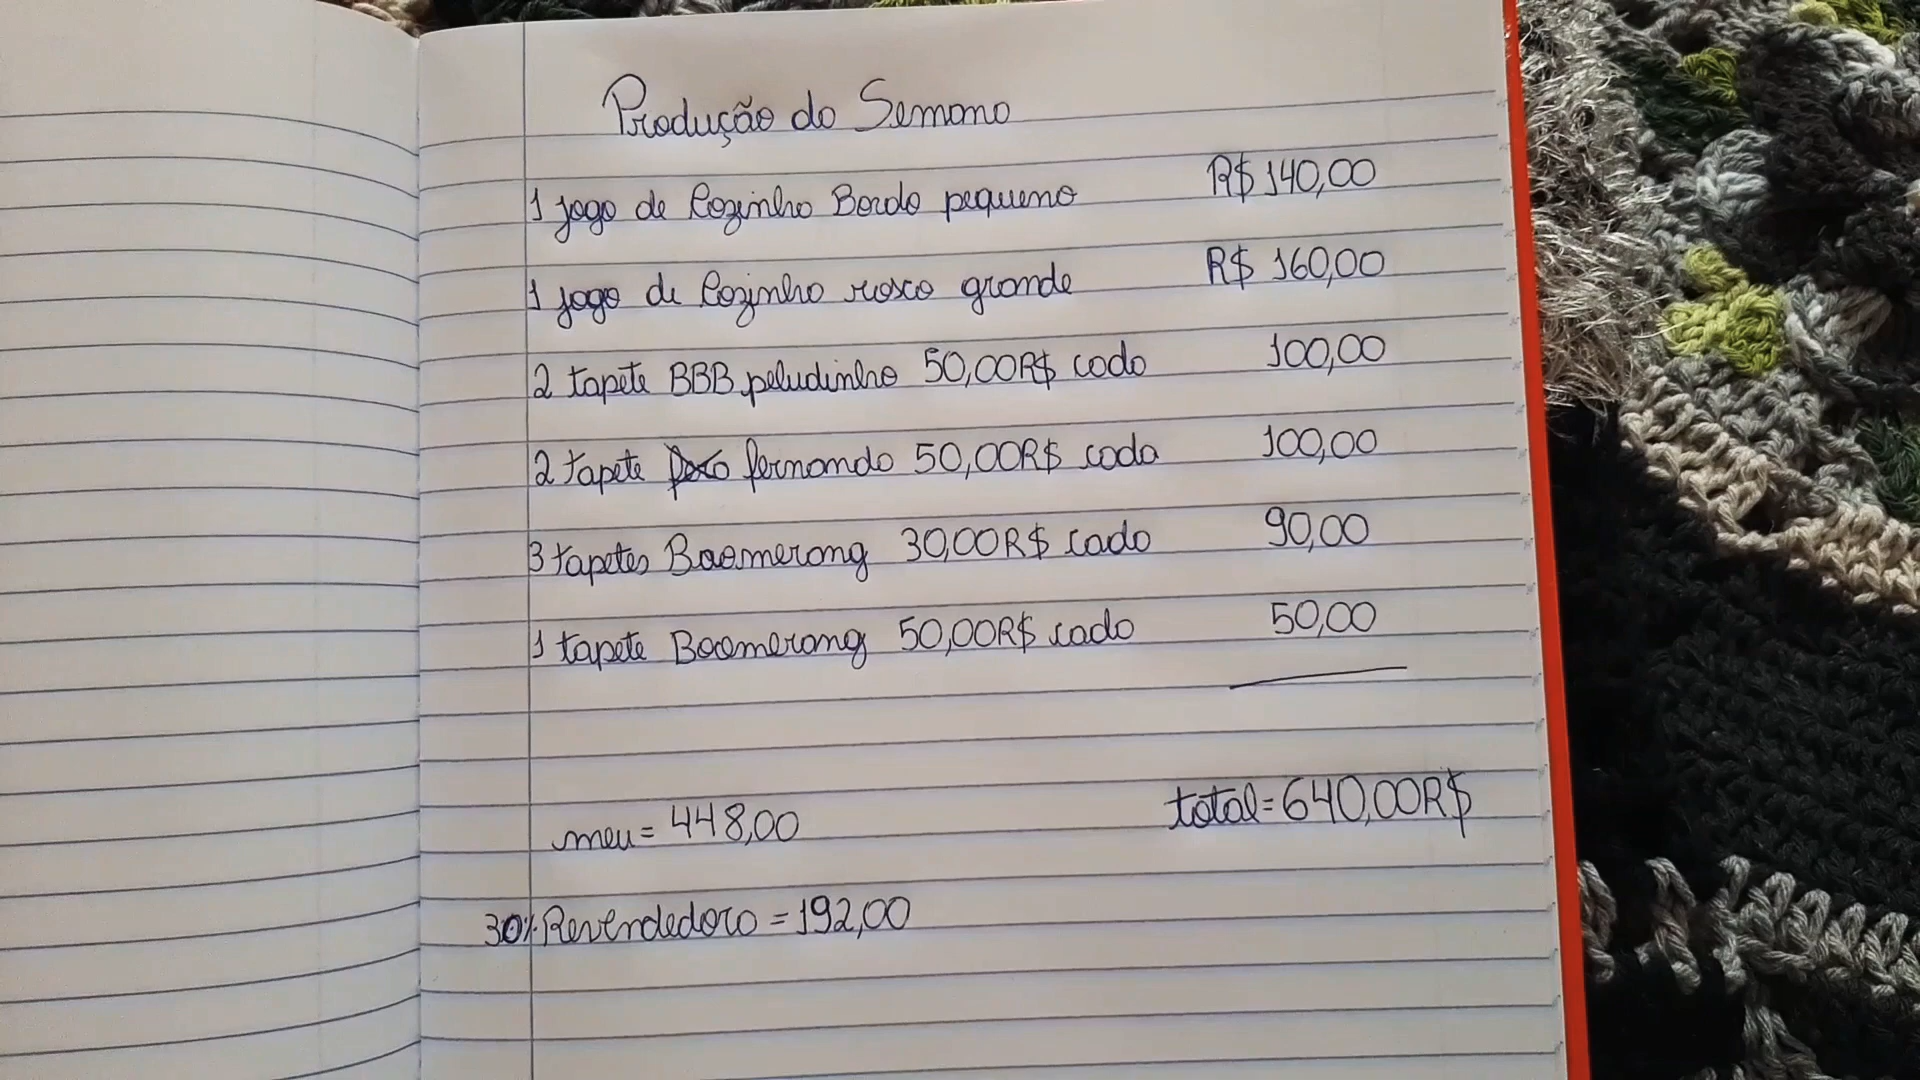 Produção da Semana
1 jogo de Cozinha Borda pequeno R$ 140,00
1 jogo de Cozinha roxo grande R$ 160,00
2 tapete BBB peludinho 50,00R$ cada 100,00
2 tapete fernanda 50,00R$ cada 100,00
3 tapetes Boomerang 30,00R$ cada 90,00
1 tapete Boomerang 50,00R$ cada 50,00
total=640,00R$
meu=448,00
30% Revendedora=192,00